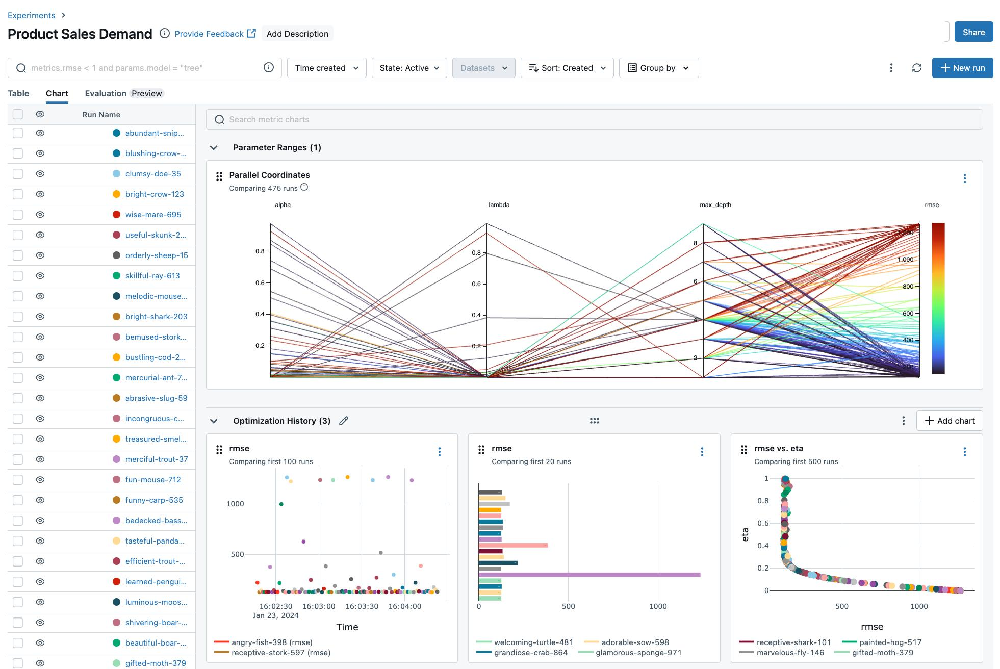 Experiments
Product Sales Demand Provide Feedback Add Description
Share
metrics.rmse < 1 and params.model = "tree" Time created State: Active Datasets Sort: Created Group by New run
Table Chart Evaluation Preview
Run Name
abundant-snip...
blushing-crow-...
clumsy-doe-35
bright-crow-123
wise-mare-695
useful-skunk-2...
orderly-sheep-15
skillful-ray-613
melodic-mouse...
bright-shark-203
bemused-stork...
bustling-cod-2...
mercurial-ant-7...
abrasive-slug-59
incongruous-c...
treasured-smel...
merciful-trout-37
fun-mouse-712
funny-carp-535
bedecked-bass...
tasteful-panda...
efficient-trout-...
learned-pengui...
luminous-moos...
shivering-boar-...
beautiful-boar-...
gifted-moth-379
Search metric charts
Parameter Ranges (1)
Parallel Coordinates
Comparing 475 runs
alpha lambda max_depth rmse
0.8
0.6
0.4
0.2
0.8
0.6
0.4
0.2
8
6
4
2
1,200
1,000
800
600
400
200
Optimization History (3) Add chart
rmse
Comparing first 100 runs
1000
500
16:02:30 16:03:00 16:03:30 16:04:00
Jan 23, 2024
Time
angry-fish-398 (rmse)
receptive-stork-597 (rmse)
rmse
Comparing first 20 runs
0 500 1000
welcoming-turtle-481 adorable-sow-598
grandiose-crab-864 glamorous-sponge-971
rmse vs. eta
Comparing first 500 runs
1
0.8
0.6
0.4
0.2
0
eta
500 1000
rmse
receptive-shark-101 painted-hog-517
marvelous-fly-146 gifted-moth-379